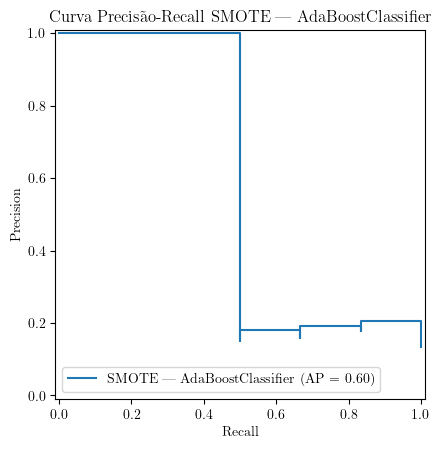 Curva Precisão-Recall SMOTE — AdaBoostClassifier
1.0
0.8
0.6
0.4
0.2
0.0
Precision
SMOTE — AdaBoostClassifier (AP = 0.60)
0.0 0.2 0.4 0.6 0.8 1.0
Recall